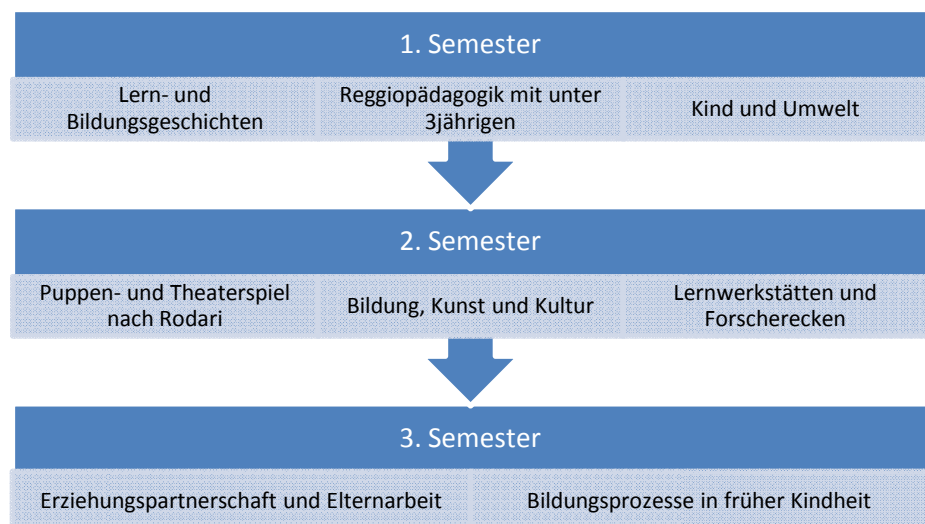 1. Semester
Lern- und
Bildungsgeschichten
Reggiopädagogik mit unter
3jährigen
Kind und Umwelt
2. Semester
Puppen- und Theaterspiel
nach Rodari
Bildung, Kunst und Kultur
Lernwerkstätten und
Forscherecken
3. Semester
Erziehungspartnerschaft und Elternarbeit
Bildungsprozesse in früher Kindheit